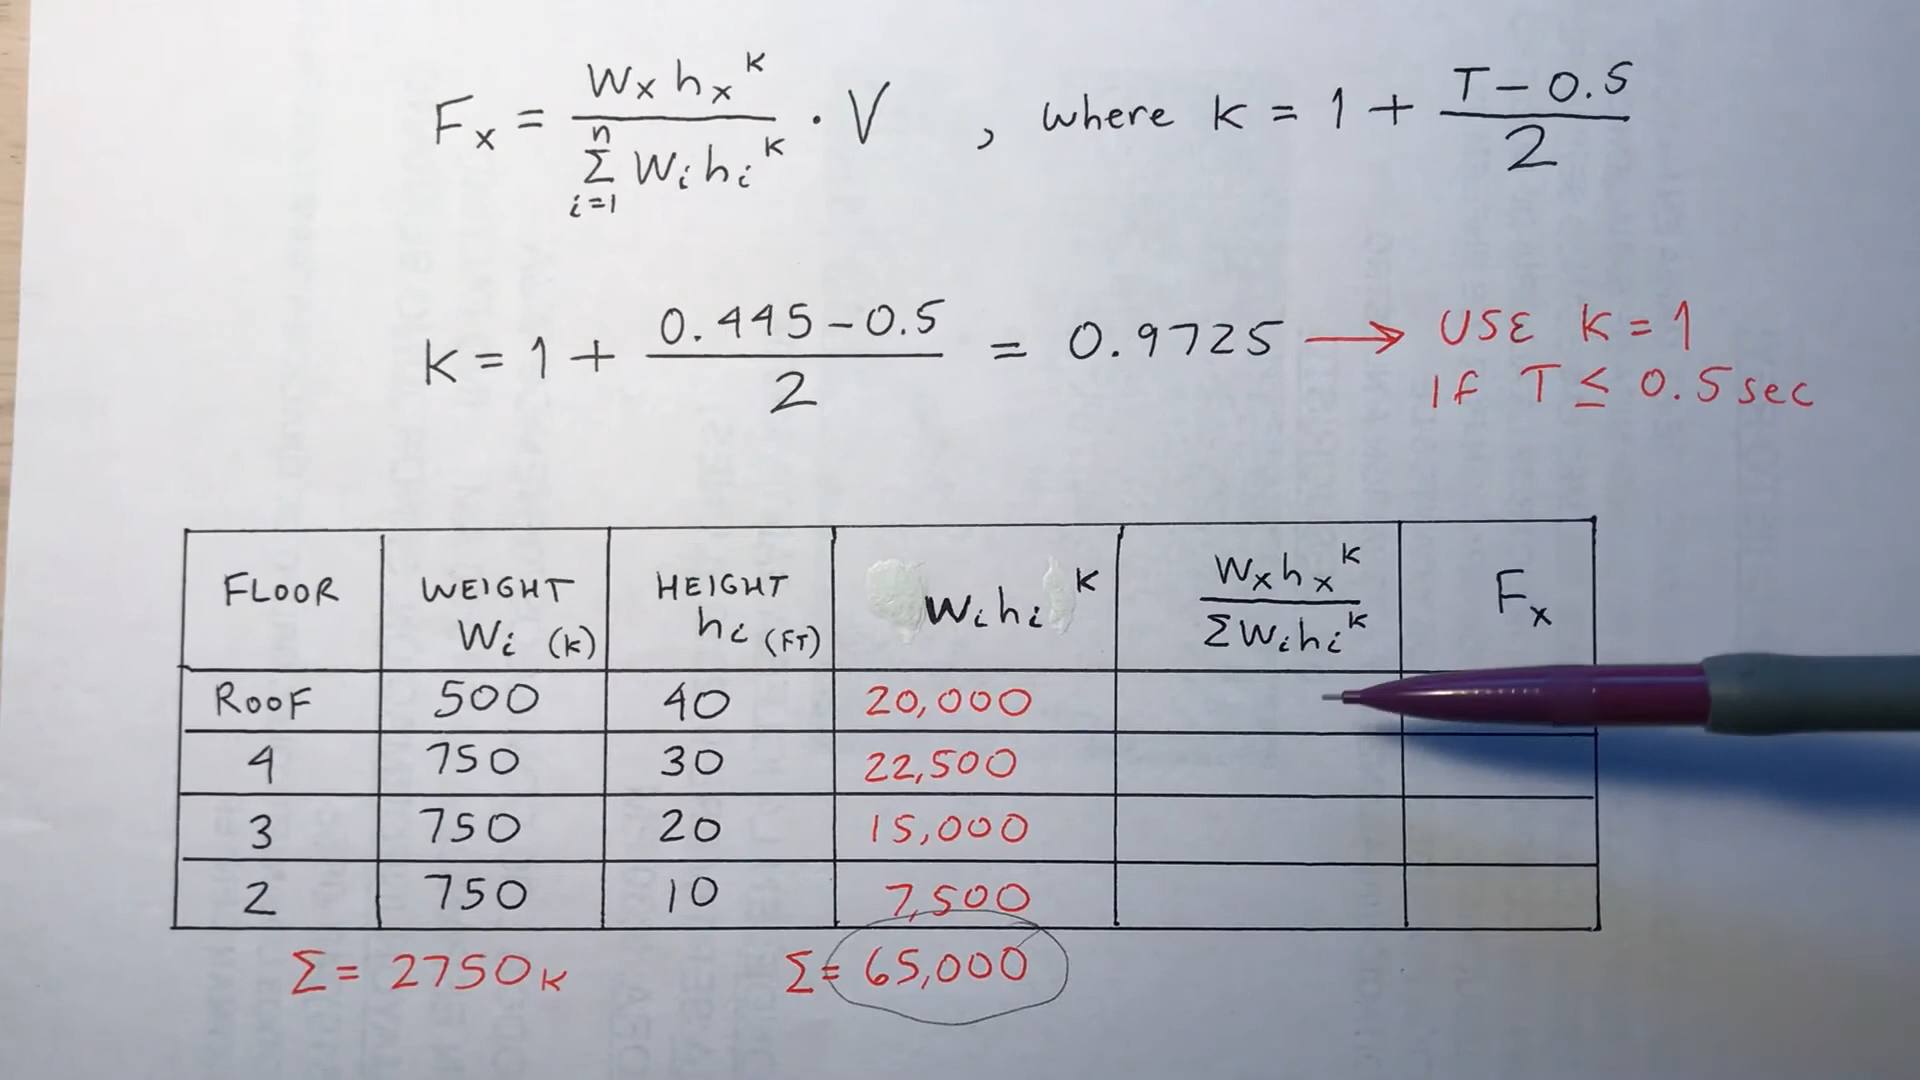 Fx = Wx hx^k / Σ(i=1 to n) Wi hi^k · V , where k = 1 + (T - 0.5) / 2
k = 1 + (0.445 - 0.5) / 2 = 0.9725 → USE k = 1
If T ≤ 0.5 sec
FLOOR | WEIGHT Wi (k) | HEIGHT hi (FT) | Wi hi^k | Wx hx^k / Σ Wi hi^k | Fx
ROOF | 500 | 40 | 20,000
4 | 750 | 30 | 22,500
3 | 750 | 20 | 15,000
2 | 750 | 10 | 7,500
Σ = 2750k Σ = 65,000